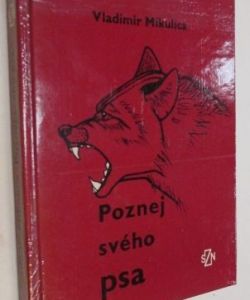 Vladimír Mikulica
Poznej
svého
psa
SZN